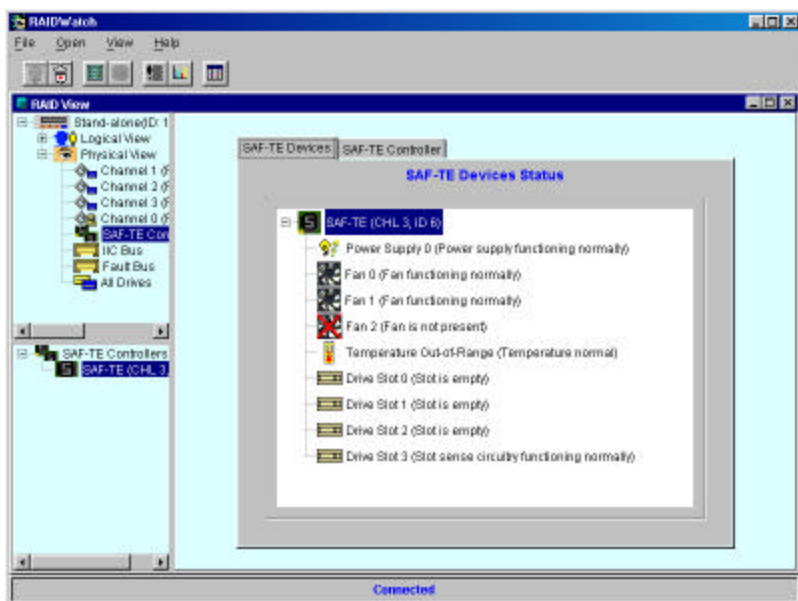 RAIDWatch
File Open View Help
RAID View
Stand-alone(ID: 1
Logical View
Physical View
Channel 1 (F
Channel 2 (F
Channel 3 (F
Channel 0 (F
SAF-TE Con
IIC Bus
Fault Bus
All Drives
SAF-TE Controllers
SAF-TE (CHL 3,
SAF-TE Devices SAF-TE Controller
SAF-TE Devices Status
SAF-TE (CHL 3, ID 6)
Power Supply 0 (Power supply functioning normally)
Fan 0 (Fan functioning normally)
Fan 1 (Fan functioning normally)
Fan 2 (Fan is not present)
Temperature Out-of-Range (Temperature normal)
Drive Slot 0 (Slot is empty)
Drive Slot 1 (Slot is empty)
Drive Slot 2 (Slot is empty)
Drive Slot 3 (Slot sense circuitry functioning normally)
Connected